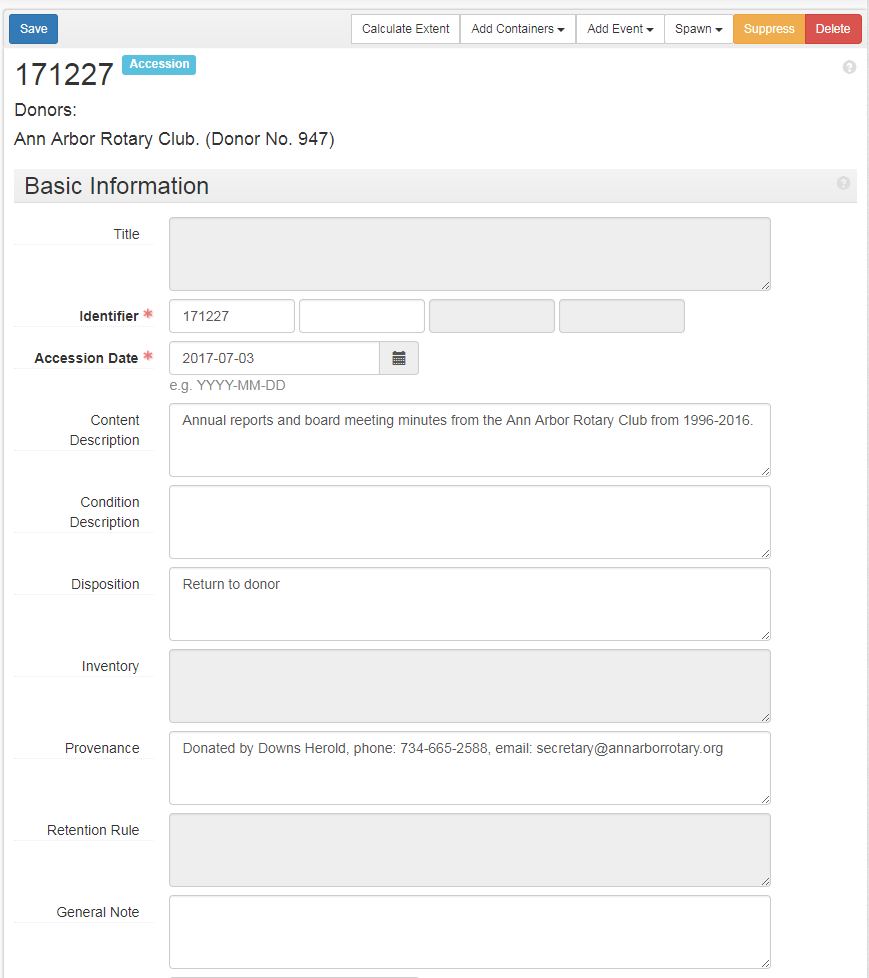 Save Calculate Extent Add Containers Add Event Spawn Suppress Delete
171227 Accession
Donors:
Ann Arbor Rotary Club. (Donor No. 947)
Basic Information
Title
Identifier * 171227
Accession Date * 2017-07-03
e.g. YYYY-MM-DD
Content Annual reports and board meeting minutes from the Ann Arbor Rotary Club from 1996-2016.
Description
Condition
Description
Disposition Return to donor
Inventory
Provenance Donated by Downs Herold, phone: 734-665-2588, email: secretary@annarborrotary.org
Retention Rule
General Note